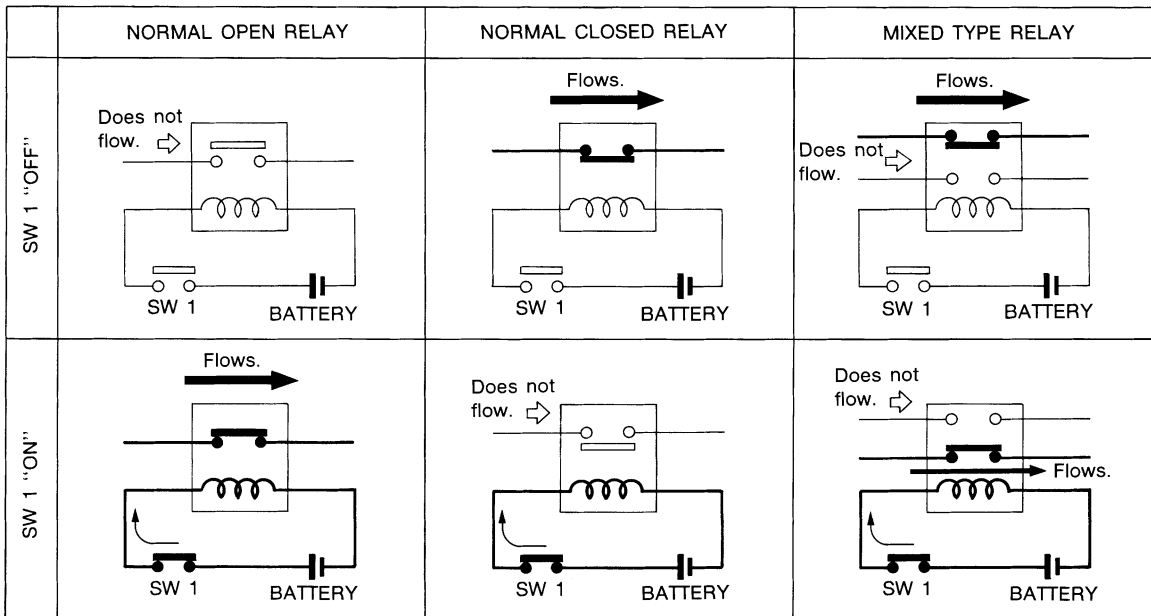 NORMAL OPEN RELAY
NORMAL CLOSED RELAY
MIXED TYPE RELAY
SW 1 “OFF”
Does not
flow.
SW 1
BATTERY
Flows.
SW 1
BATTERY
Flows.
Does not
flow.
SW 1
BATTERY
SW 1 “ON”
Flows.
SW 1
BATTERY
Does not
flow.
SW 1
BATTERY
Does not
flow.
Flows.
SW 1
BATTERY